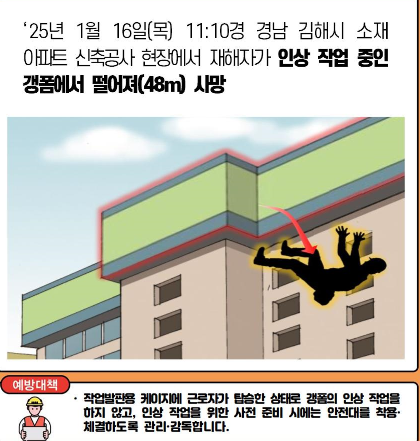 ‘25년 1월 16일(목) 11:10경 경남 김해시 소재
아파트 신축공사 현장에서 재해자가 인상 작업 중인
갱폼에서 떨어져(48m) 사망
예방대책
· 작업발판용 케이지에 근로자가 탑승한 상태로 갱폼의 인상 작업을
하지 않고, 인상 작업을 위한 사전 준비 시에는 안전대를 착용·
체결하도록 관리·감독합니다.